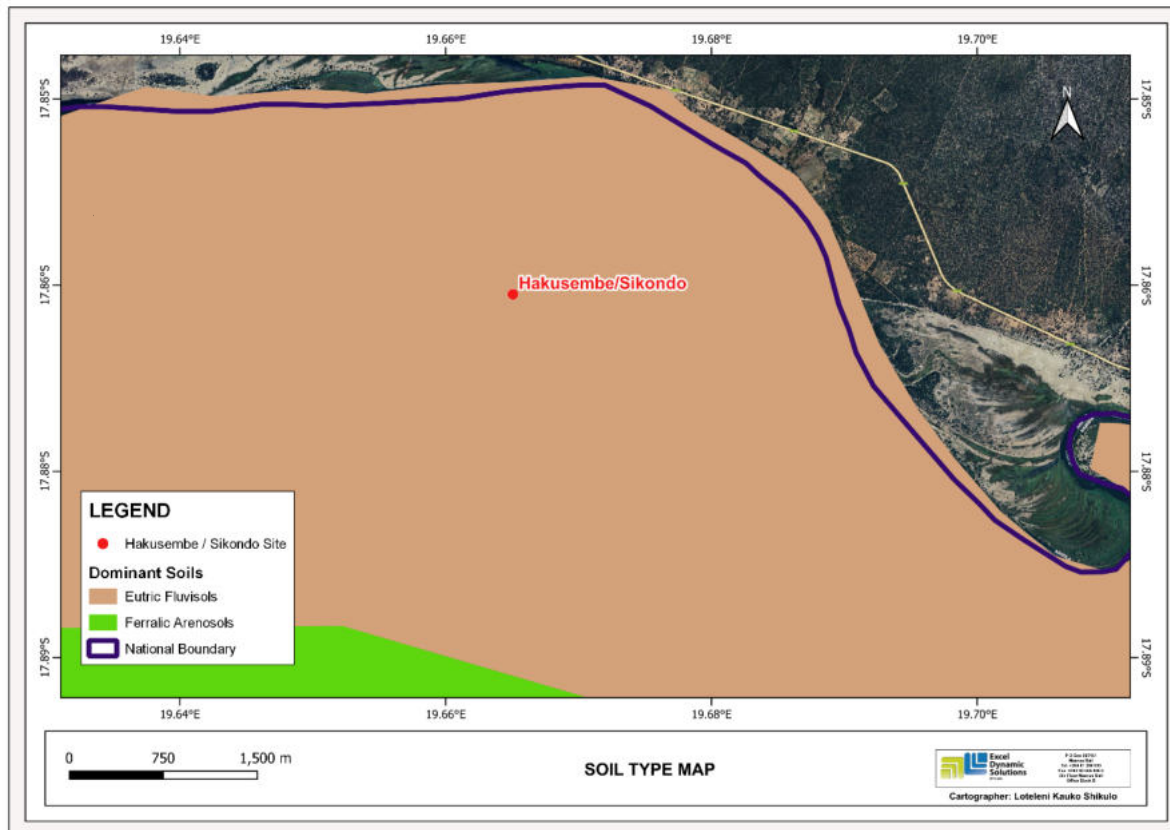 19.64°E 19.66°E 19.68°E 19.70°E
17.85°S 17.85°S
N
Hakusembe/Sikondo
17.86°S 17.86°S
17.88°S 17.88°S
LEGEND
Hakusembe / Sikondo Site
Dominant Soils
Eutric Fluvisols
Ferralic Arenosols
National Boundary
17.89°S 17.89°S
19.64°E 19.66°E 19.68°E 19.70°E
0 750 1,500 m
SOIL TYPE MAP
Excel
Dynamic
Solutions
Cartographer: Loteleni Kauko Shikulo